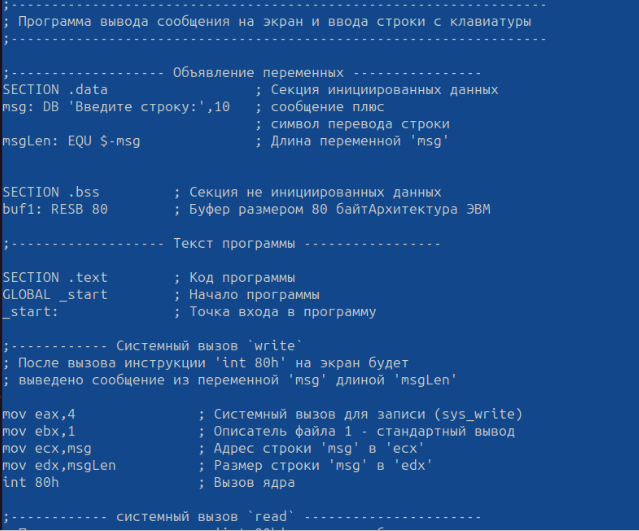 ;---------------------------------------------------------------
; Программа вывода сообщения на экран и ввода строки с клавиатуры
;---------------------------------------------------------------
;------------------- Объявление переменных ----------------
SECTION .data ; Секция инициированных данных
msg: DB 'Введите строку:',10 ; сообщение плюс
; символ перевода строки
msgLen: EQU $-msg ; Длина переменной 'msg'
SECTION .bss ; Секция не инициированных данных
buf1: RESB 80 ; Буфер размером 80 байтАрхитектура ЭВМ
;------------------- Текст программы -----------------
SECTION .text ; Код программы
GLOBAL _start ; Начало программы
_start: ; Точка входа в программу
;------------ Системный вызов `write`
; После вызова инструкции 'int 80h' на экран будет
; выведено сообщение из переменной 'msg' длиной 'msgLen'
mov eax,4 ; Системный вызов для записи (sys_write)
mov ebx,1 ; Описатель файла 1 - стандартный вывод
mov ecx,msg ; Адрес строки 'msg' в 'ecx'
mov edx,msgLen ; Размер строки 'msg' в 'edx'
int 80h ; Вызов ядра
;------------ системный вызов `read` ----------------------